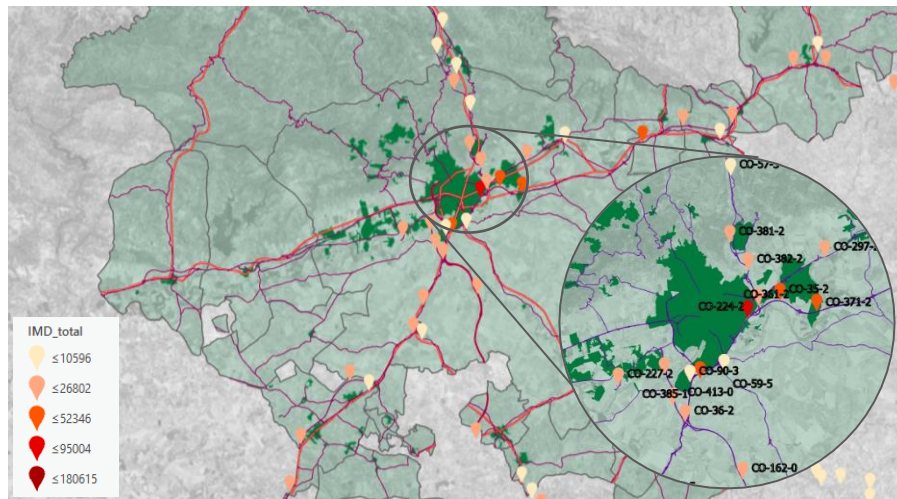 IMD_total
≤10596
≤26802
≤52346
≤95004
≤180615
CO-57-3
CO-381-2
CO-297-
CO-382-2
CO-35-2
CO-361-2
CO-224-2
CO-371-2
CO-227-2
CO-90-3
CO-59-5
CO-385-1
CO-413-0
CO-36-2
CO-162-0